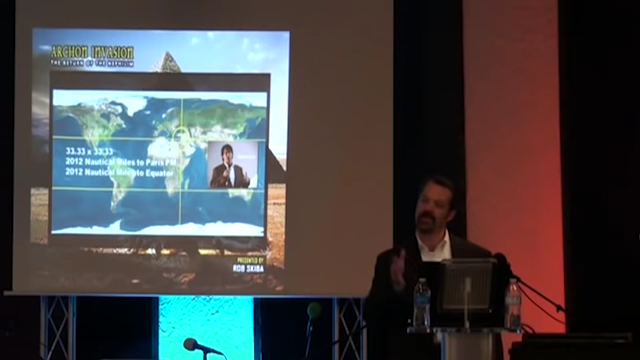 ARCHON INVASION
THE RETURN OF THE NEPHILIM
33.33 x 33.33
2012 Nautical Miles to Paris PM
2012 Nautical Miles to Equator
PRESENTED BY
ROB SKIBA